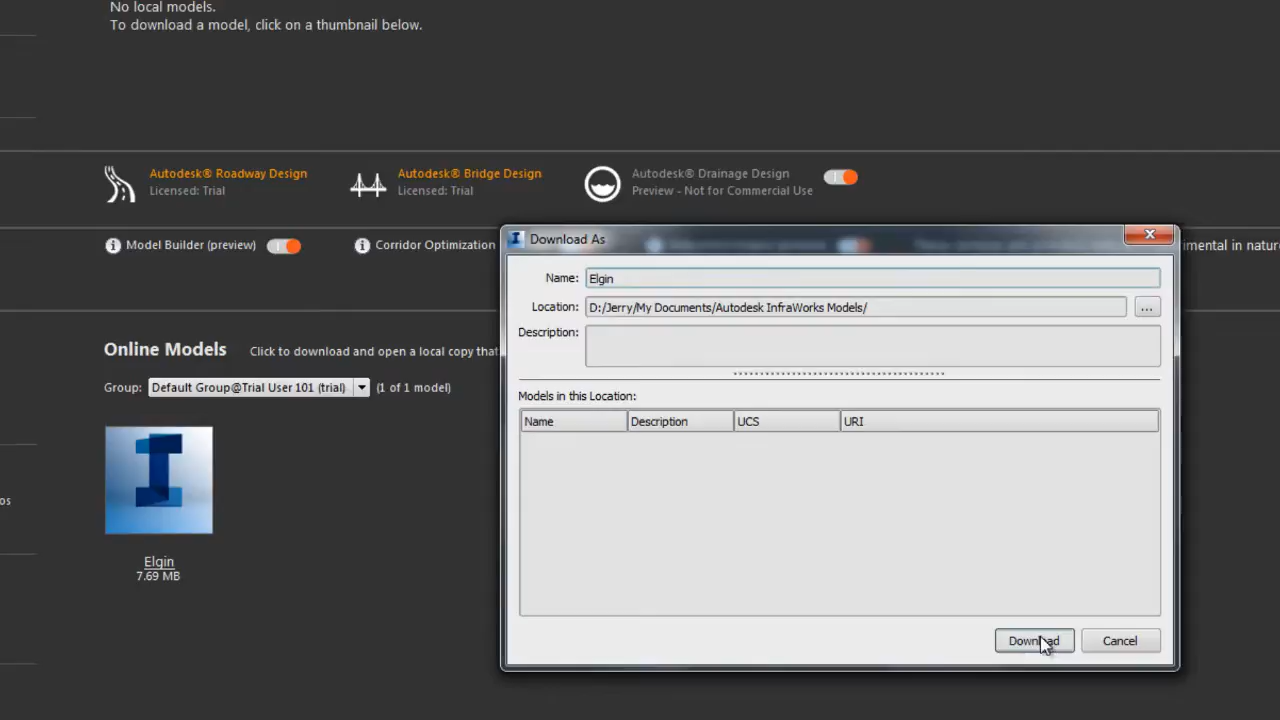 No local models.
To download a model, click on a thumbnail below.
Autodesk® Roadway Design
Licensed: Trial
Autodesk® Bridge Design
Licensed: Trial
Autodesk® Drainage Design
Preview - Not for Commercial Use
Model Builder (preview)
Corridor Optimization
imental in nature
Download As
Name: Elgin
Location: D:/Jerry/My Documents/Autodesk InfraWorks Models/
...
Description:
Models in this Location:
Name Description UCS URI
Download Cancel
Online Models Click to download and open a local copy that
Group: Default Group@Trial User 101 (trial) (1 of 1 model)
os
Elgin
7.69 MB